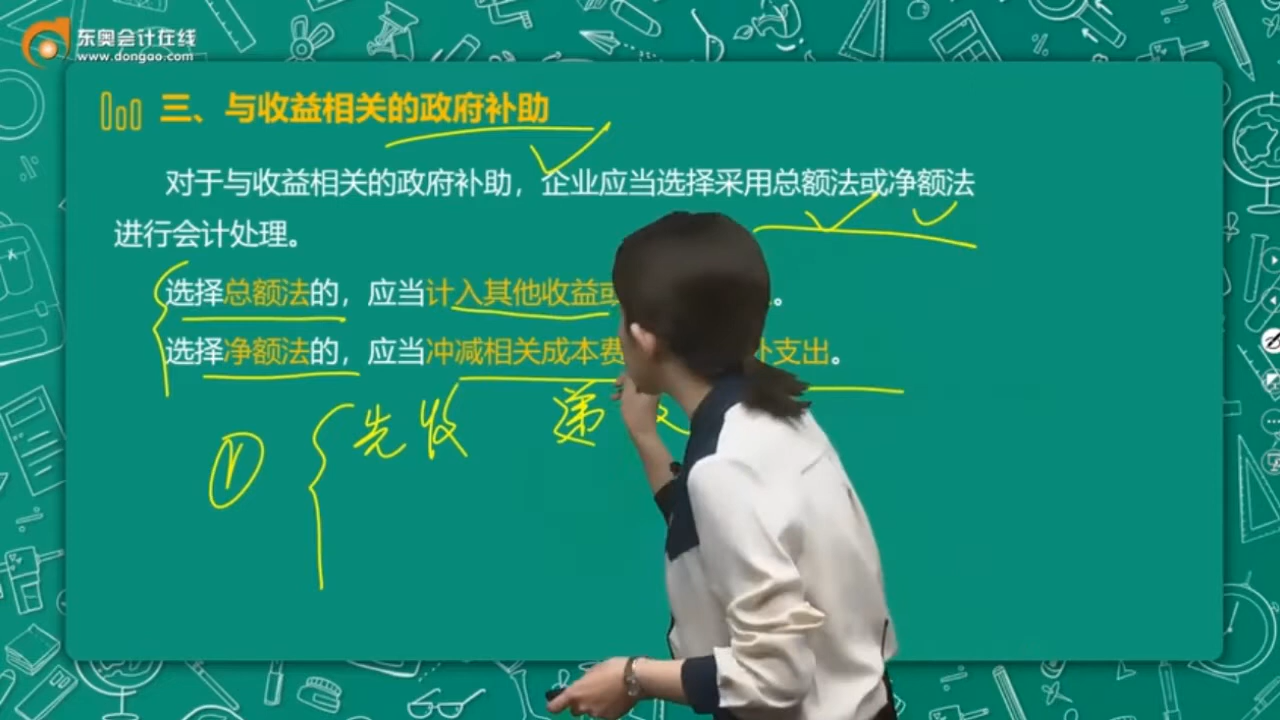 东奥会计在线
www.dongao.com
三、与收益相关的政府补助
对于与收益相关的政府补助，企业应当选择采用总额法或净额法
进行会计处理。
选择总额法的，应当计入其他收益或。
选择净额法的，应当冲减相关成本费外支出。
① 先收 递